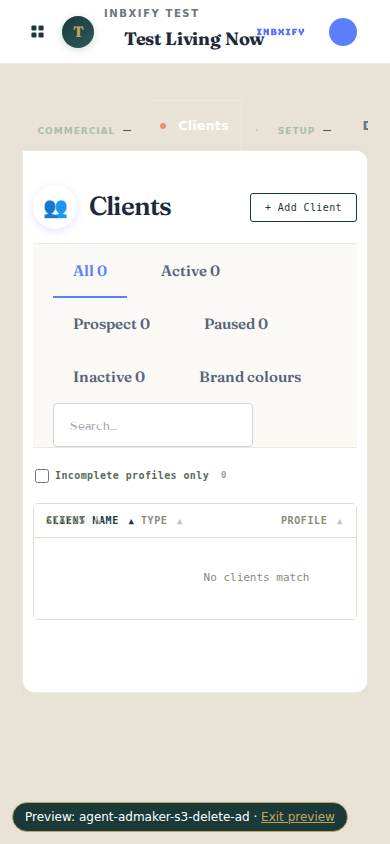 INBXIFY TEST
T
Test Living Now
INBXIFY
COMMERCIAL —
Clients
SETUP —
Clients
+ Add Client
All 0
Active 0
Prospect 0
Paused 0
Inactive 0
Brand colours
Search…
Incomplete profiles only 0
CLIENT NAME ▲ TYPE ▲ PROFILE ▲
No clients match
Preview: agent-admaker-s3-delete-ad · Exit preview